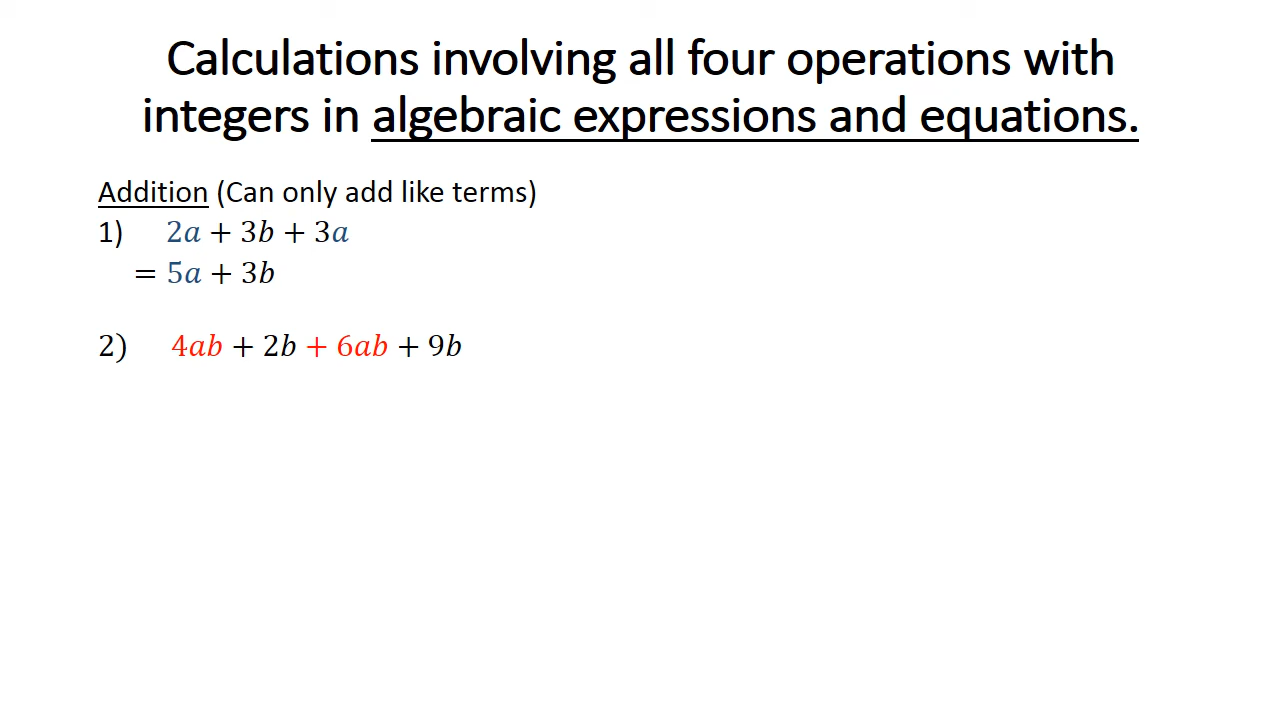 Calculations involving all four operations with
integers in algebraic expressions and equations.
Addition (Can only add like terms)
1) 2𝑎 + 3𝑏 + 3𝑎
= 5𝑎 + 3𝑏
2) 4𝑎𝑏 + 2𝑏 + 6𝑎𝑏 + 9𝑏